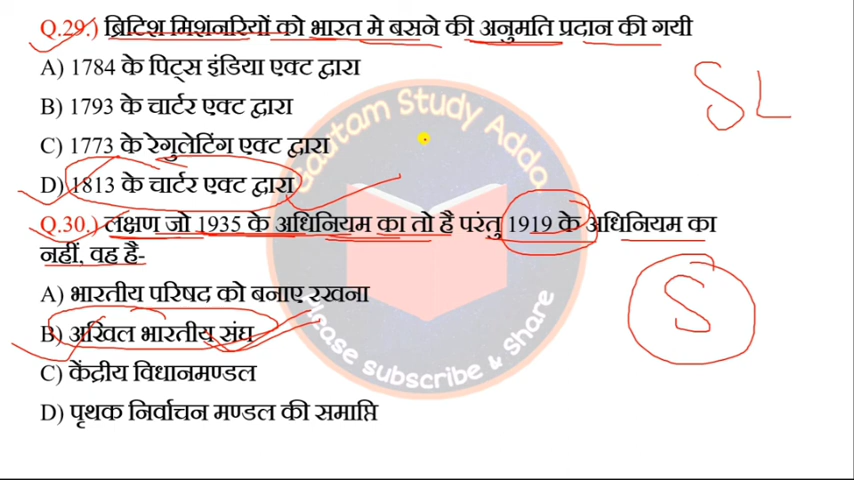 Q.29.) ब्रिटिश मिशनरियों को भारत मे बसने की अनुमति प्रदान की गयी
A) 1784 के पिट्स इंडिया एक्ट द्वारा
B) 1793 के चार्टर एक्ट द्वारा
C) 1773 के रेगुलेटिंग एक्ट द्वारा
D) 1813 के चार्टर एक्ट द्वारा
SL
Q.30.) लक्षण जो 1935 के अधिनियम का तो है परंतु 1919 के अधिनियम का
नहीं, वह है-
A) भारतीय परिषद को बनाए रखना
B) अखिल भारतीय संघ
C) केंद्रीय विधानमण्डल
D) पृथक निर्वाचन मण्डल की समाप्ति
S
Gautam Study Adda
Please subscribe & share